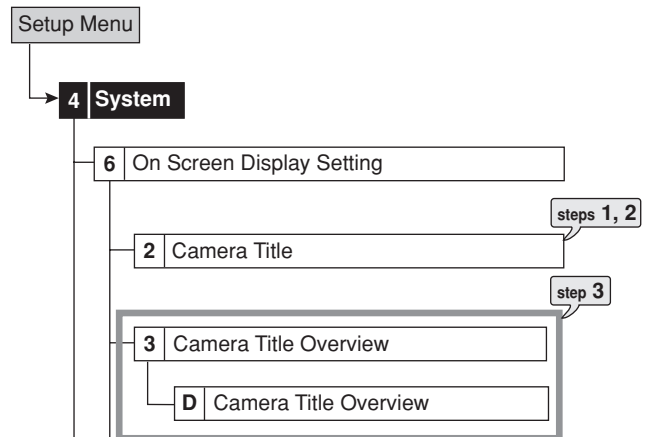 Setup Menu
4 System
6 On Screen Display Setting
steps 1, 2
2 Camera Title
step 3
3 Camera Title Overview
D Camera Title Overview